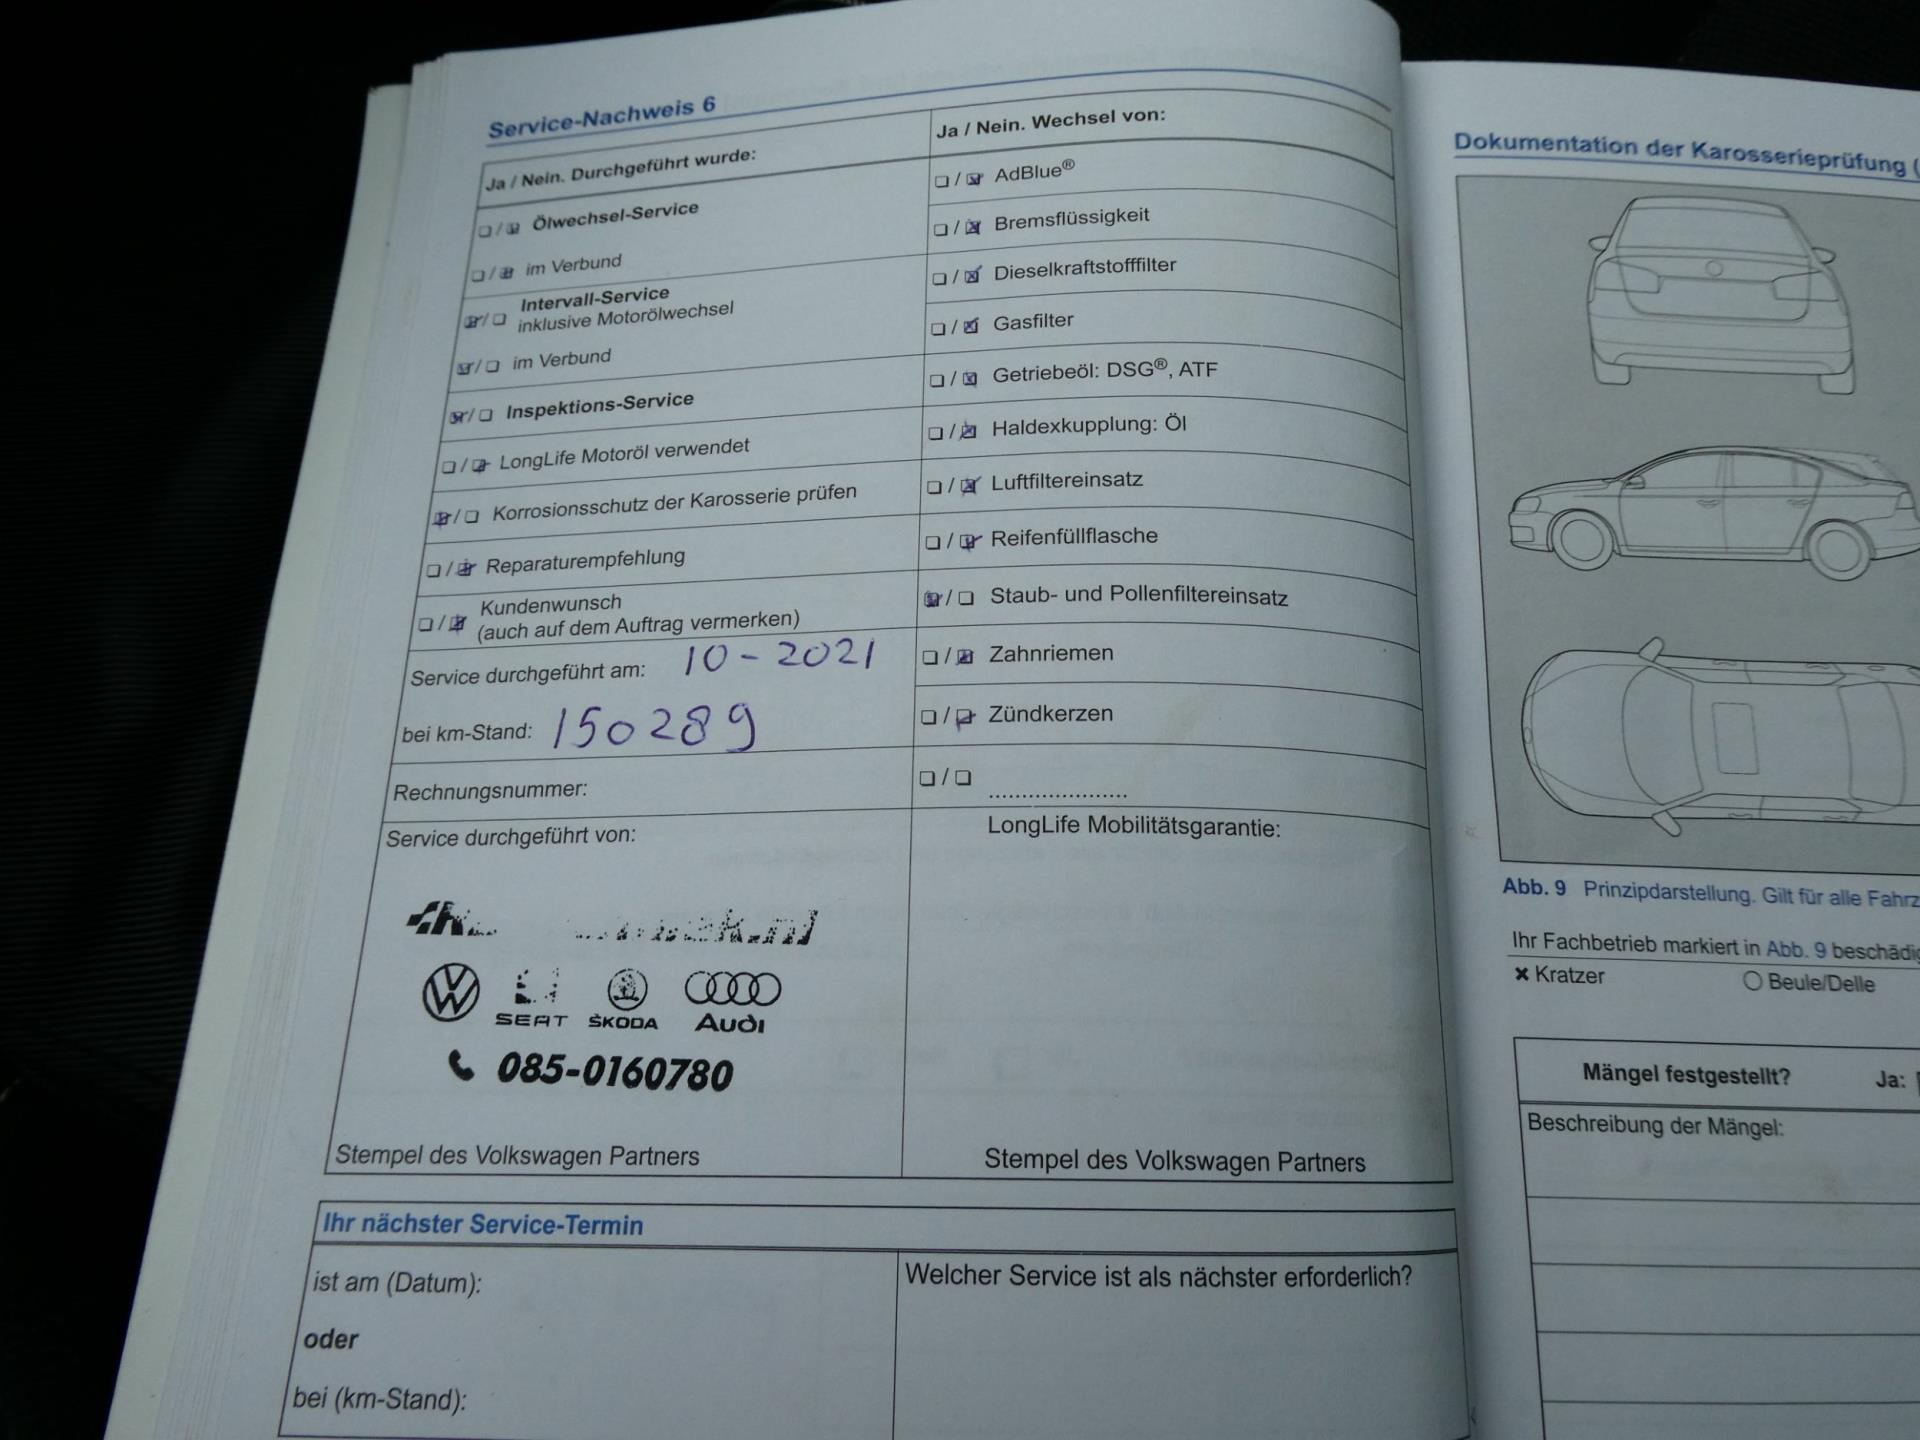 Service-Nachweis 6
Ja / Nein. Durchgeführt wurde:
Ölwechsel-Service
im Verbund
Intervall-Service
inklusive Motorölwechsel
im Verbund
Inspektions-Service
LongLife Motoröl verwendet
Korrosionsschutz der Karosserie prüfen
Reparaturempfehlung
Kundenwunsch
(auch auf dem Auftrag vermerken)
Service durchgeführt am: 10-2021
bei km-Stand: 150289
Rechnungsnummer:
Service durchgeführt von:
SEAT ŠKODA Audi
085-0160780
Stempel des Volkswagen Partners
Ja / Nein. Wechsel von:
AdBlue®
Bremsflüssigkeit
Dieselkraftstofffilter
Gasfilter
Getriebeöl: DSG®, ATF
Haldexkupplung: Öl
Luftfiltereinsatz
Reifenfüllflasche
Staub- und Pollenfiltereinsatz
Zahnriemen
Zündkerzen
LongLife Mobilitätsgarantie:
Stempel des Volkswagen Partners
Ihr nächster Service-Termin
ist am (Datum):
oder
bei (km-Stand):
Welcher Service ist als nächster erforderlich?
Dokumentation der Karosserieprüfung (
Abb. 9 Prinzipdarstellung. Gilt für alle Fahrz
Ihr Fachbetrieb markiert in Abb. 9 beschädig
× Kratzer
○ Beule/Delle
Mängel festgestellt? Ja:
Beschreibung der Mängel: